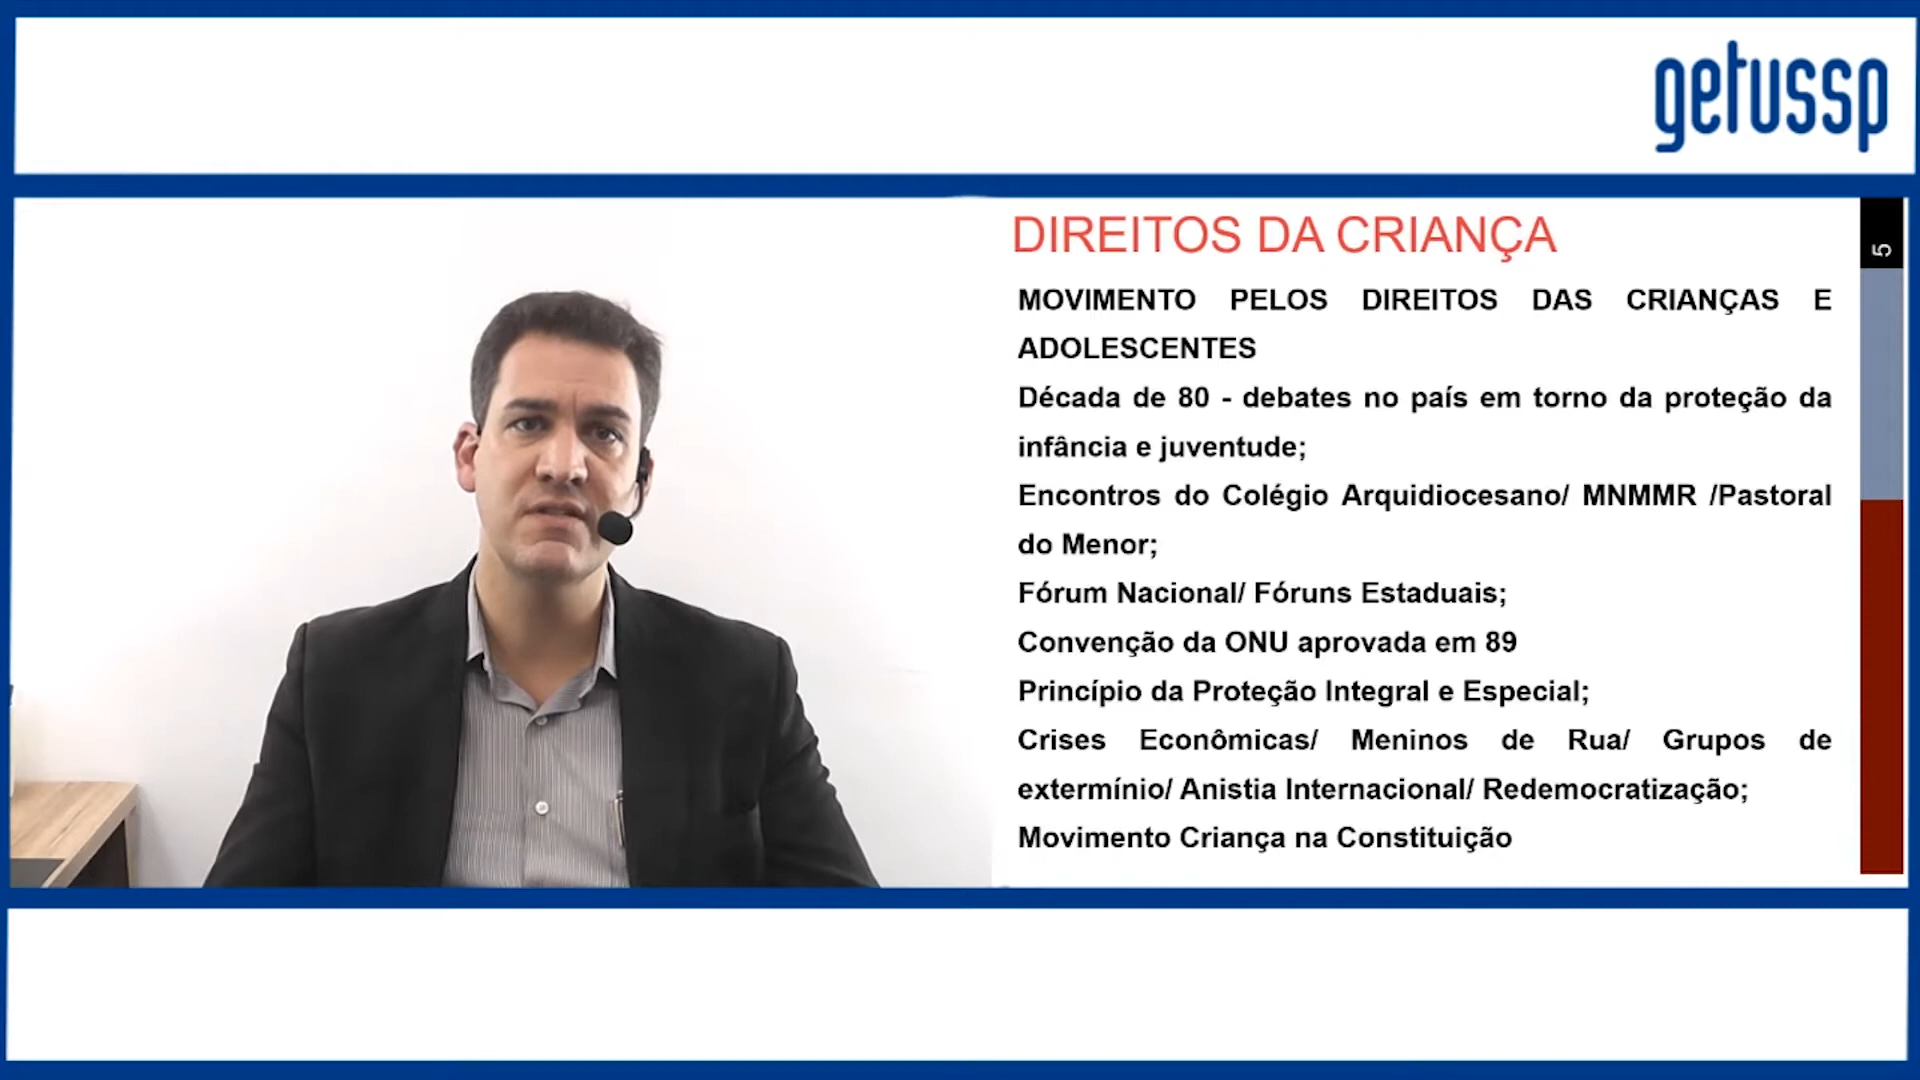 getussp
DIREITOS DA CRIANÇA
5
MOVIMENTO PELOS DIREITOS DAS CRIANÇAS E
ADOLESCENTES
Década de 80 - debates no país em torno da proteção da
infância e juventude;
Encontros do Colégio Arquidiocesano/ MNMMR /Pastoral
do Menor;
Fórum Nacional/ Fóruns Estaduais;
Convenção da ONU aprovada em 89
Princípio da Proteção Integral e Especial;
Crises Econômicas/ Meninos de Rua/ Grupos de
extermínio/ Anistia Internacional/ Redemocratização;
Movimento Criança na Constituição